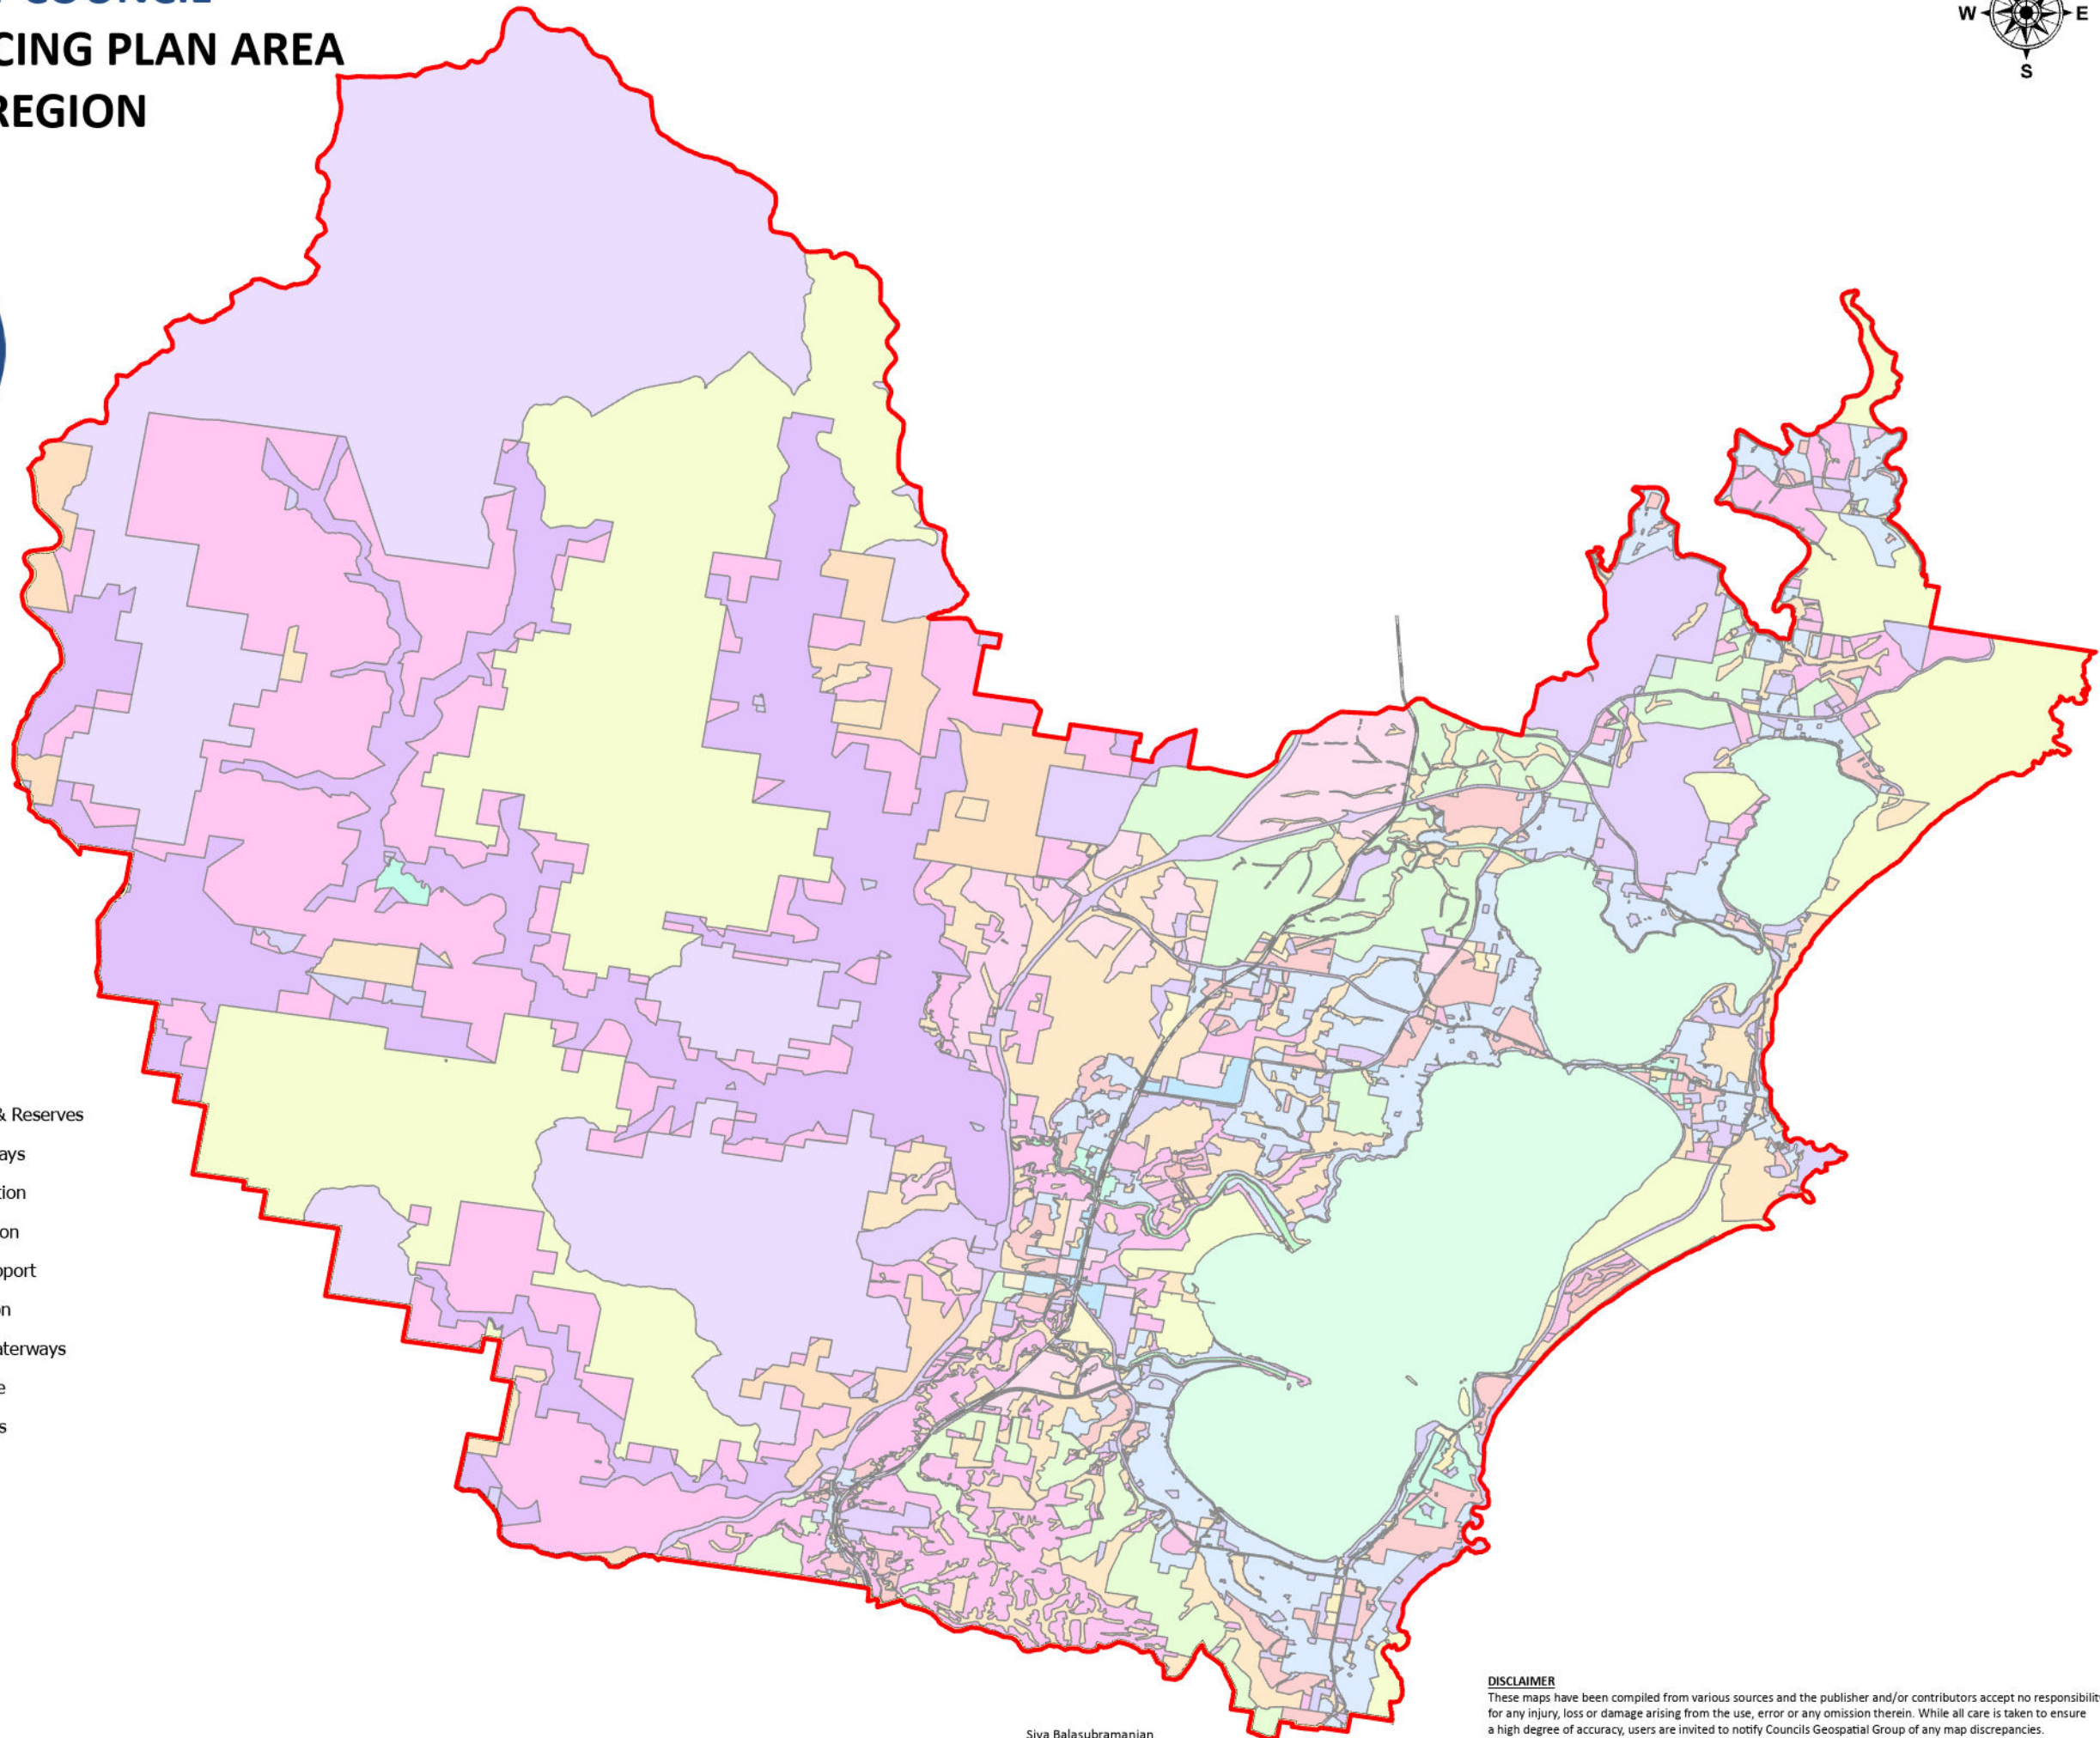 COUNCIL
CING PLAN AREA
REGION
W E
S
& Reserves
ays
tion
on
pport
n
aterways
e
s
Siva Balasubramanian
DISCLAIMER
These maps have been compiled from various sources and the publisher and/or contributors accept no responsibilit
for any injury, loss or damage arising from the use, error or any omission therein. While all care is taken to ensure
a high degree of accuracy, users are invited to notify Councils Geospatial Group of any map discrepancies.